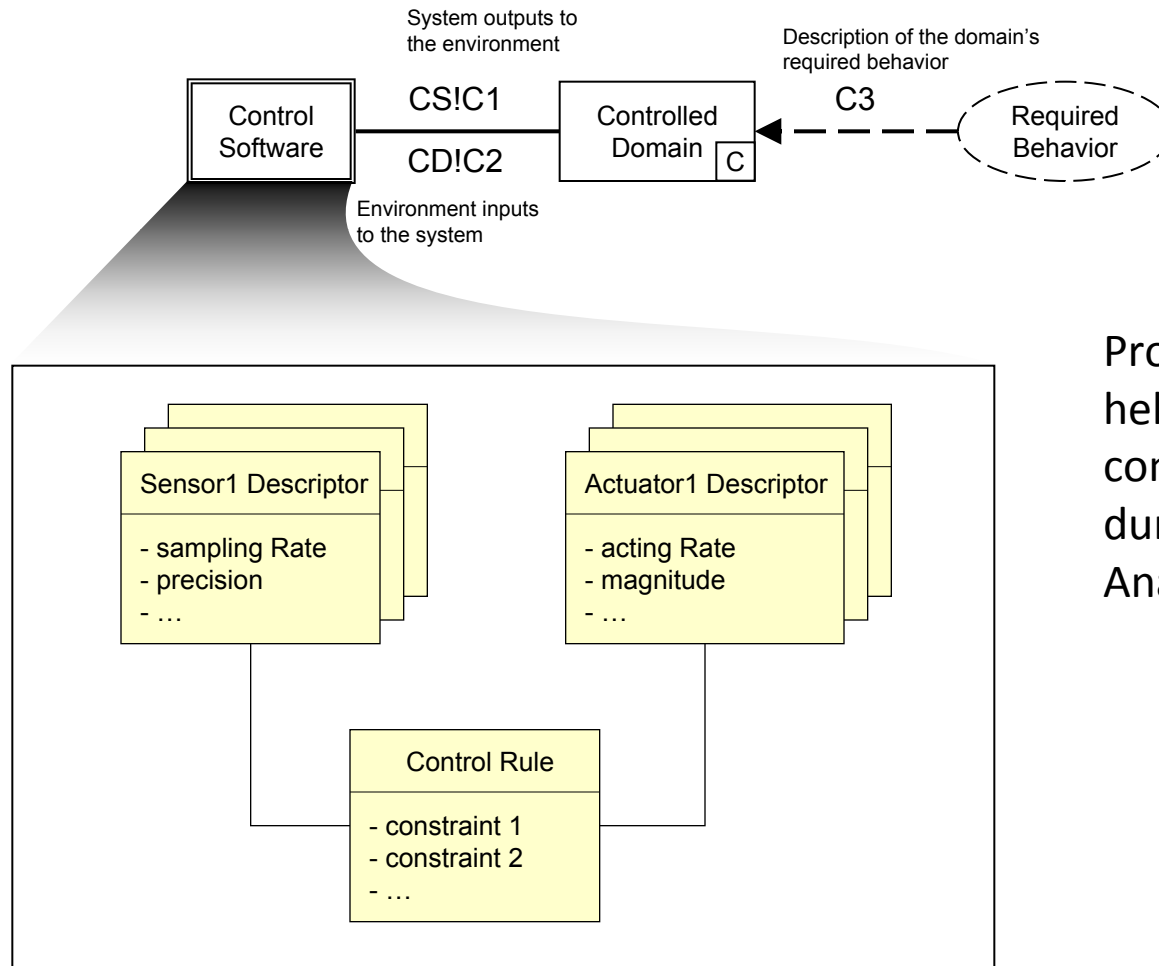 System outputs to
the environment
Description of the domain's
required behavior
CS!C1
C3
Control
Software
Controlled
Domain
C
Required
Behavior
CD!C2
Environment inputs
to the system
Sensor1 Descriptor
- sampling Rate
- precision
- …
Actuator1 Descriptor
- acting Rate
- magnitude
- …
Control Rule
- constraint 1
- constraint 2
- …